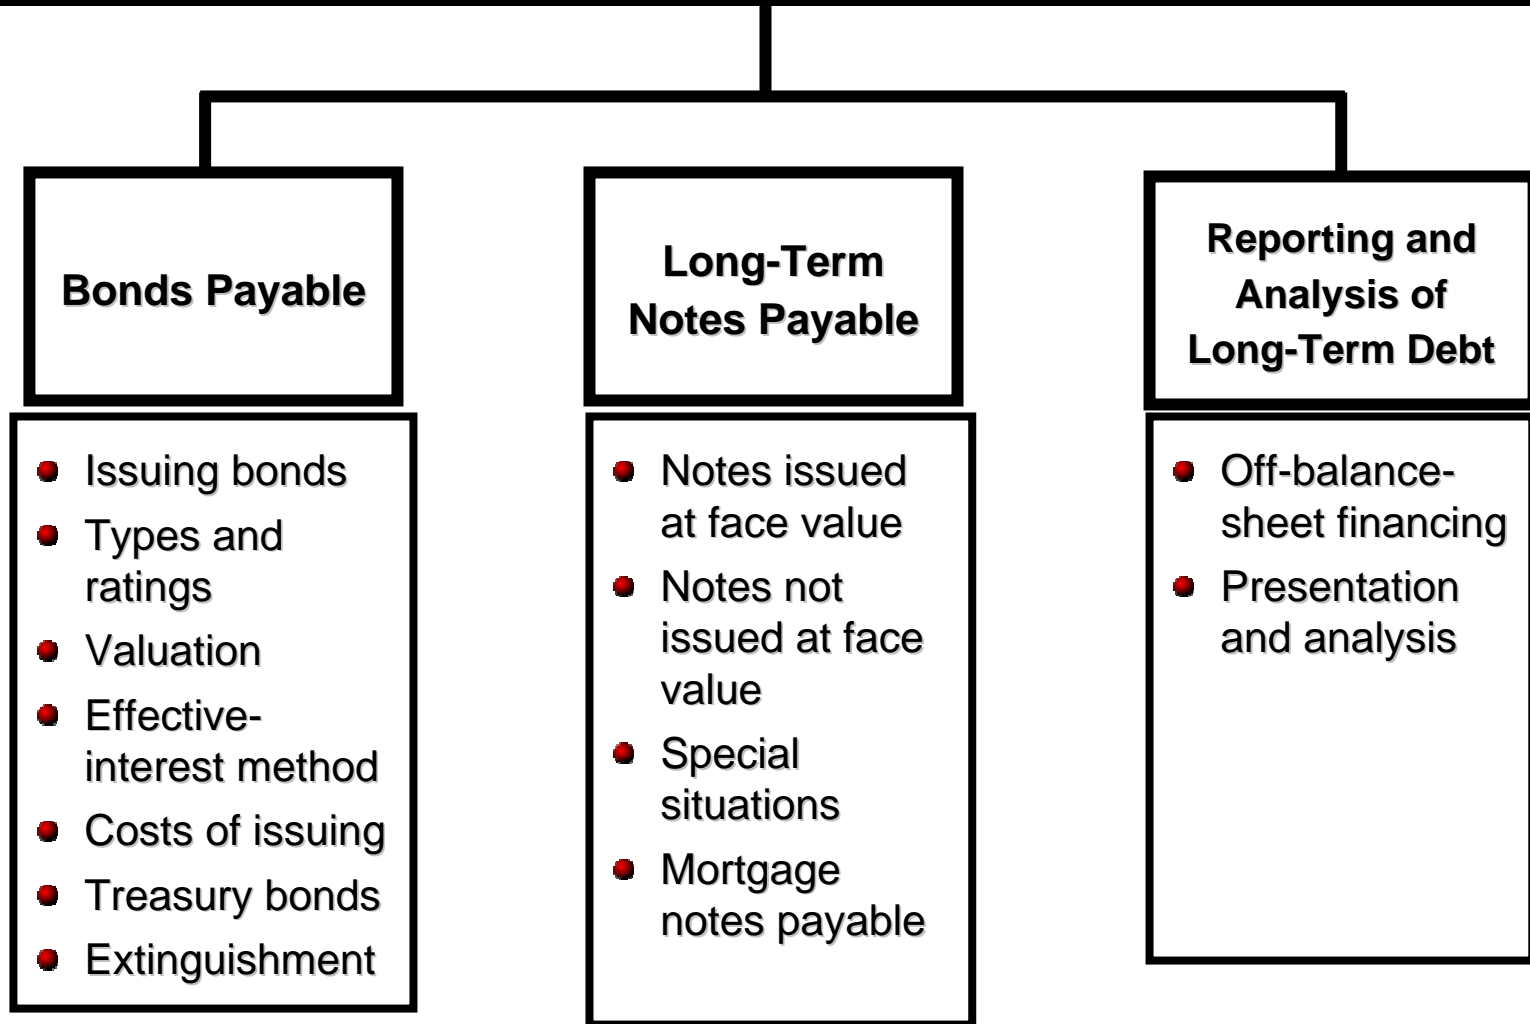 Bonds Payable
Issuing bonds
Types and
ratings
Valuation
Effective-
interest method
Costs of issuing
Treasury bonds
Extinguishment
Long-Term
Notes Payable
Notes issued
at face value
Notes not
issued at face
value
Special
situations
Mortgage
notes payable
Reporting and
Analysis of
Long-Term Debt
Off-balance-
sheet financing
Presentation
and analysis